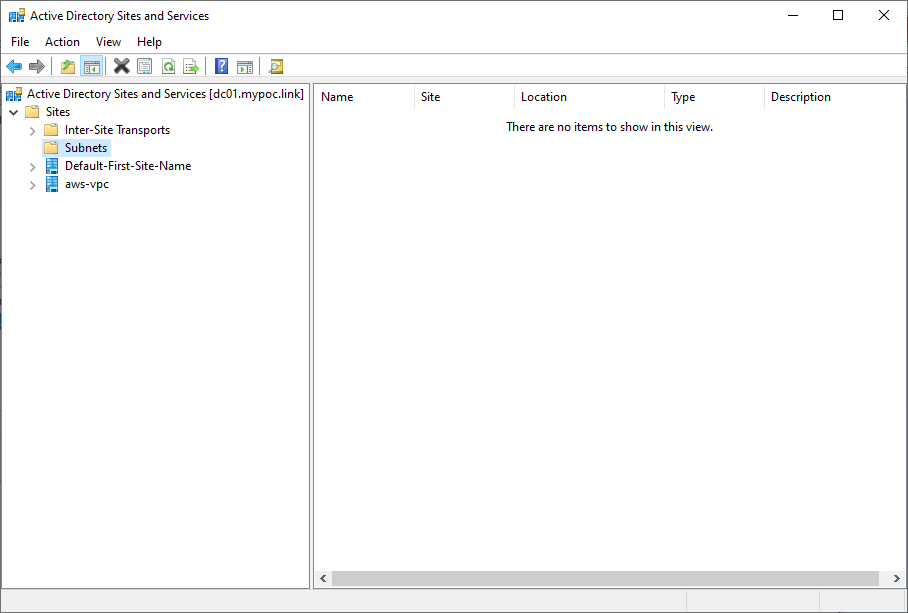 Active Directory Sites and Services
File Action View Help
Active Directory Sites and Services [dc01.mypoc.link]
Sites
Inter-Site Transports
Subnets
Default-First-Site-Name
aws-vpc
Name Site Location Type Description
There are no items to show in this view.